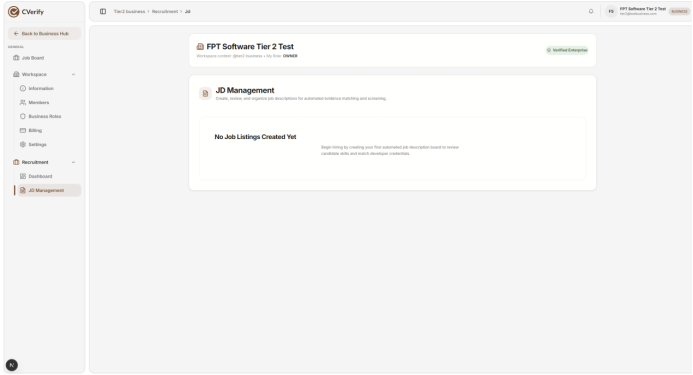 CVerify
Tier2 business > Recruitment > Jd
FS
FPT Software Tier 2 Test
BUSINESS
← Back to Business Hub
GENERAL
Job Board
Workspace
Information
Members
Business Roles
Billing
Settings
Recruitment
Dashboard
JD Management
FPT Software Tier 2 Test
Workspace context: @tier2-business • My Role: OWNER
Verified Enterprise
JD Management
Create, review, and organize job descriptions for automated evidence matching and screening.
No Job Listings Created Yet
Begin hiring by creating your first automated job description board to review
candidate skills and match developer credentials.
N